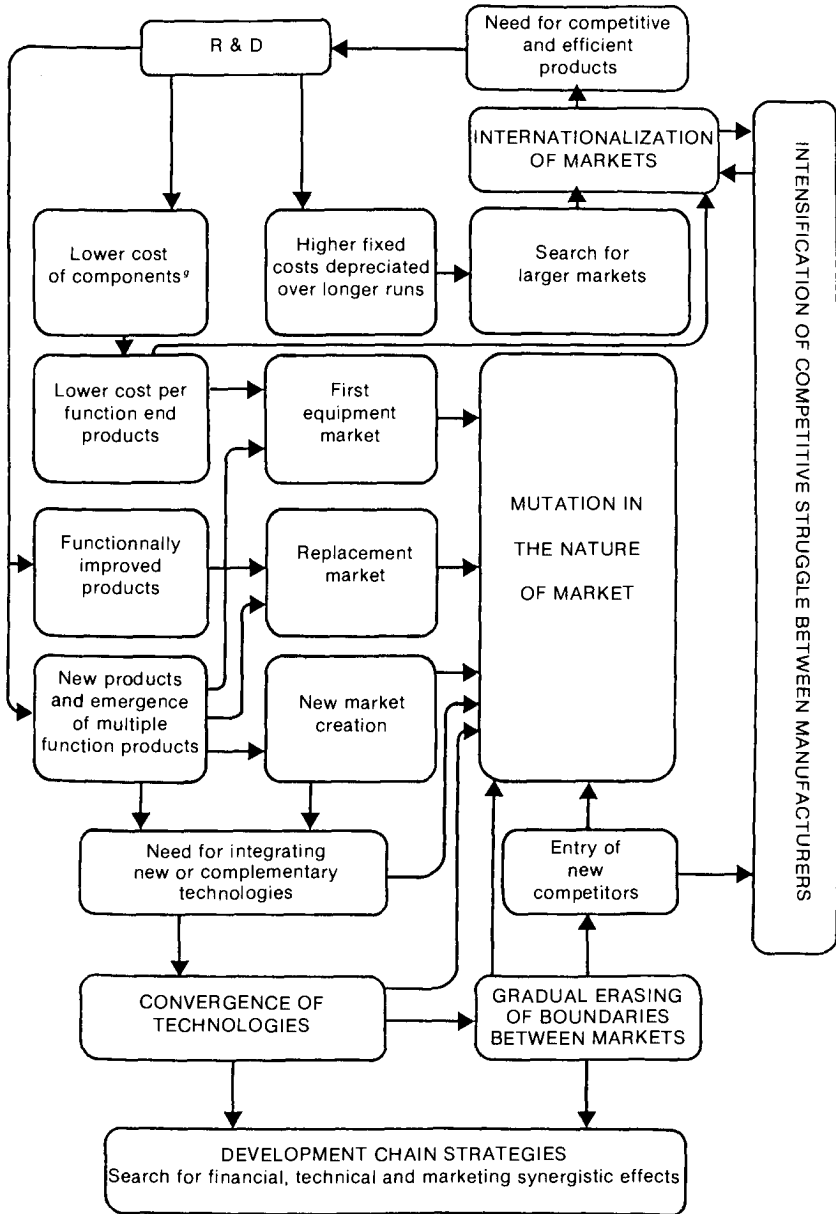 R & D
Need for competitive
and efficient
products
INTERNATIONALIZATION
OF MARKETS
INTENSIFICATION OF COMPETITIVE STRUGGLE BETWEEN MANUFACTURERS
Lower cost
of components⁹
Higher fixed
costs depreciated
over longer runs
Search for
larger markets
Lower cost per
function end
products
First
equipment
market
MUTATION IN
THE NATURE
OF MARKET
Functionnally
improved
products
Replacement
market
New products
and emergence
of multiple
function products
New market
creation
Need for integrating
new or complementary
technologies
Entry of
new
competitors
CONVERGENCE OF
TECHNOLOGIES
GRADUAL ERASING
OF BOUNDARIES
BETWEEN MARKETS
DEVELOPMENT CHAIN STRATEGIES
Search for financial, technical and marketing synergistic effects